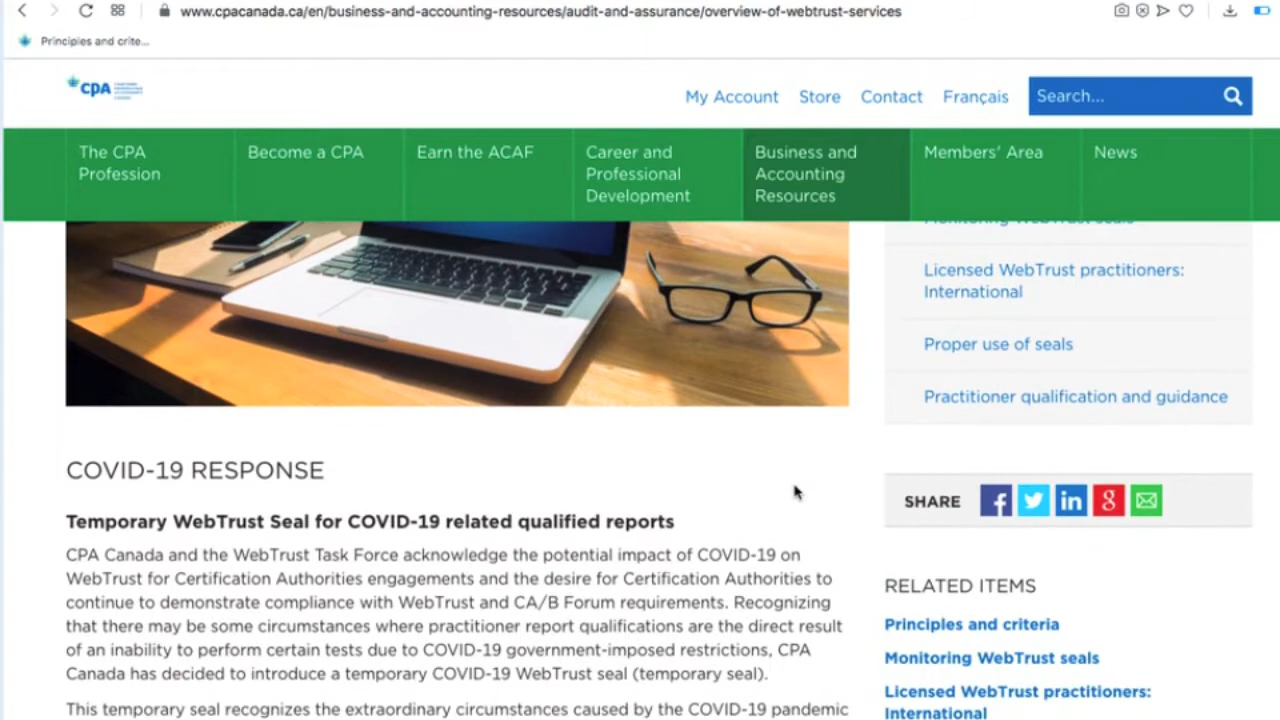 www.cpacanada.ca/en/business-and-accounting-resources/audit-and-assurance/overview-of-webtrust-services
Principles and crite...
cpa
My Account Store Contact Français Search...
The CPA
Profession
Become a CPA
Earn the ACAF
Career and
Professional
Development
Business and
Accounting
Resources
Members' Area
News
Monitoring WebTrust seals
Licensed WebTrust practitioners:
International
Proper use of seals
Practitioner qualification and guidance
COVID-19 RESPONSE
Temporary WebTrust Seal for COVID-19 related qualified reports
CPA Canada and the WebTrust Task Force acknowledge the potential impact of COVID-19 on
WebTrust for Certification Authorities engagements and the desire for Certification Authorities to
continue to demonstrate compliance with WebTrust and CA/B Forum requirements. Recognizing
that there may be some circumstances where practitioner report qualifications are the direct result
of an inability to perform certain tests due to COVID-19 government-imposed restrictions, CPA
Canada has decided to introduce a temporary COVID-19 WebTrust seal (temporary seal).
This temporary seal recognizes the extraordinary circumstances caused by the COVID-19 pandemic
SHARE
RELATED ITEMS
Principles and criteria
Monitoring WebTrust seals
Licensed WebTrust practitioners:
International